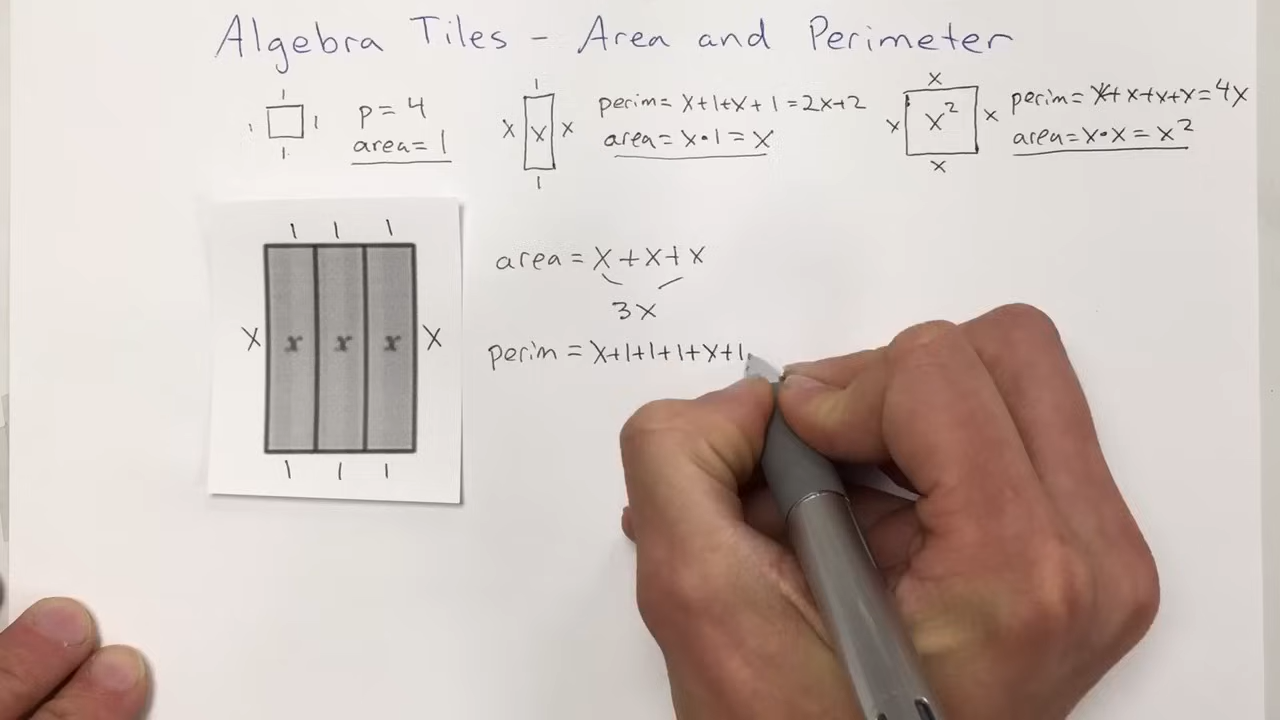 Algebra Tiles - Area and Perimeter
1
1 1
1
p = 4
area = 1
1
x x x
1
perim = x+1+x+1 = 2x+2
area = x·1 = x
x
x x² x
x
perim = x+x+x+x = 4x
area = x·x = x²
1 1 1
x x x x x
1 1 1
area = x+x+x
3x
perim = x+1+1+1+x+1